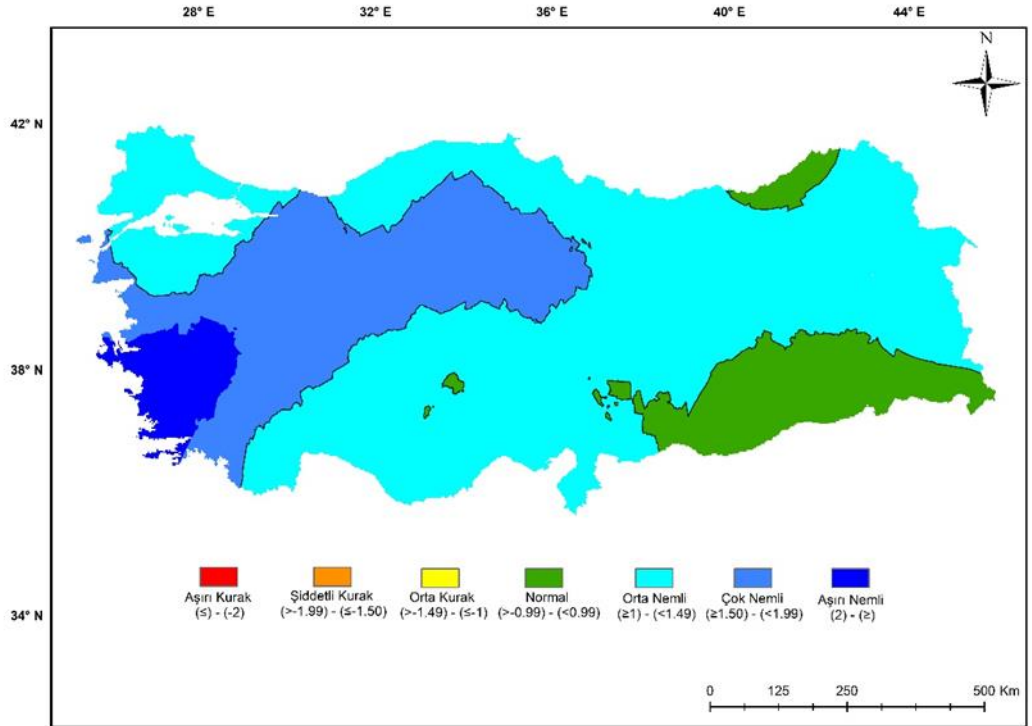 28° E 32° E 36° E 40° E 44° E
N
42° N
38° N
34° N
Aşırı Kurak
(≤) - (-2)
Şiddetli Kurak
(>-1.99) - (≤-1.50)
Orta Kurak
(>-1.49) - (≤-1)
Normal
(>-0.99) - (<0.99)
Orta Nemli
(≥1) - (<1.49)
Çok Nemli
(≥1.50) - (<1.99)
Aşırı Nemli
(2) - (≥)
0 125 250 500 Km